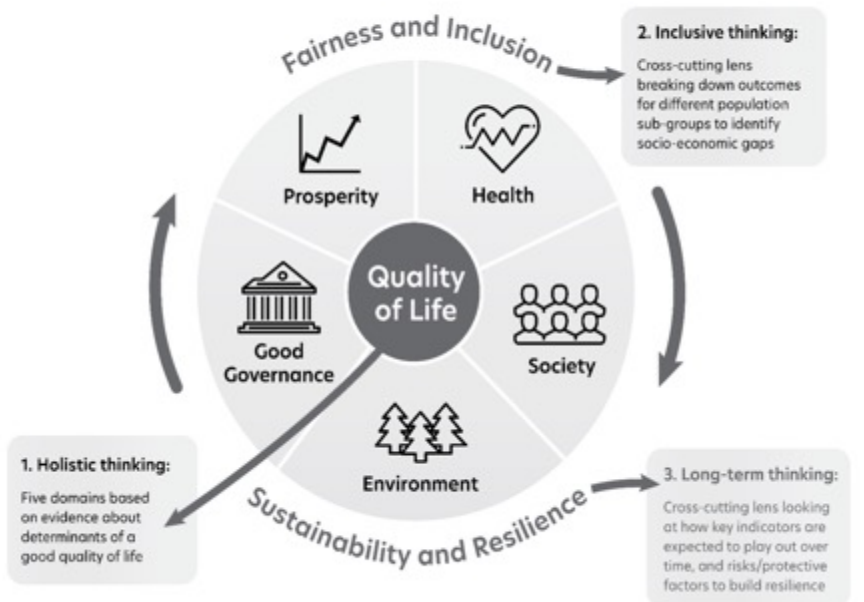 Fairness and Inclusion
2. Inclusive thinking:
Cross-cutting lens
breaking down outcomes
for different population
sub-groups to identify
socio-economic gaps
Prosperity
Health
Quality
of Life
Good
Governance
Society
Environment
1. Holistic thinking:
Five domains based
on evidence about
determinants of a
good quality of life
Sustainability and Resilience
3. Long-term thinking:
Cross-cutting lens looking
at how key indicators are
expected to play out over
time, and risks/protective
factors to build resilience